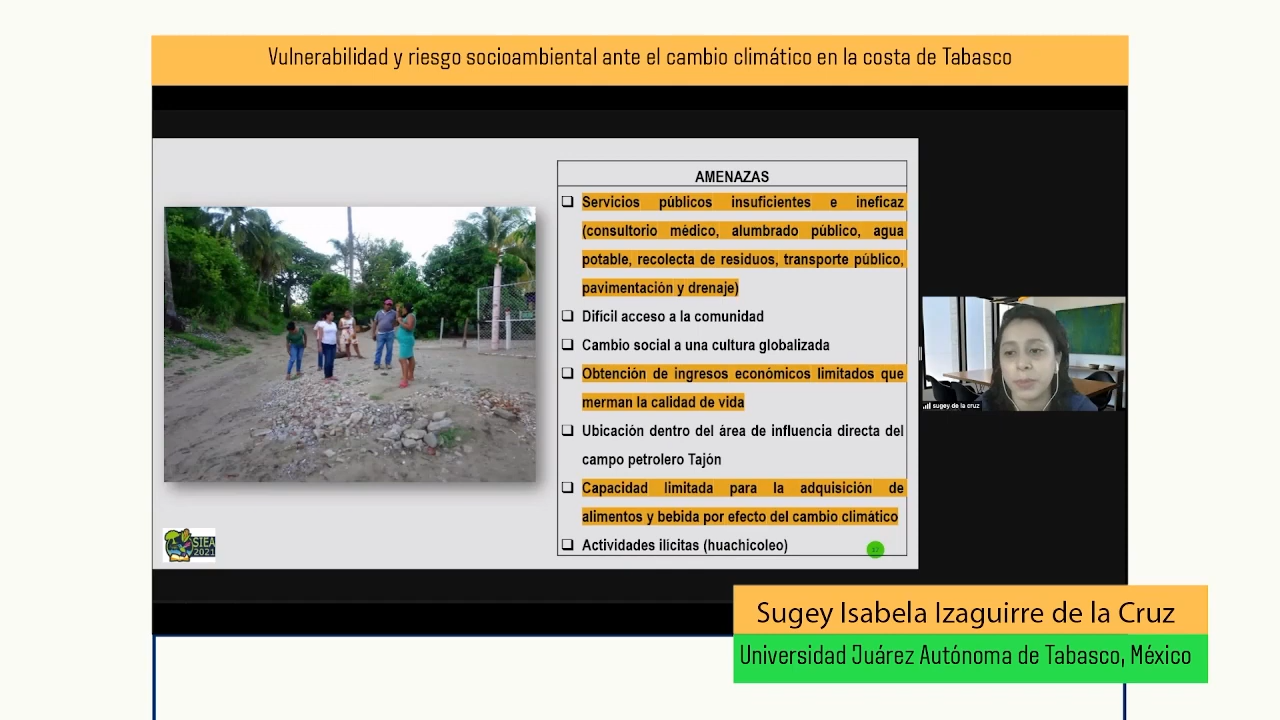 Vulnerabilidad y riesgo socioambiental ante el cambio climático en la costa de Tabasco
AMENAZAS
❑ Servicios públicos insuficientes e ineficaz
(consultorio médico, alumbrado público, agua
potable, recolecta de residuos, transporte público,
pavimentación y drenaje)
❑ Difícil acceso a la comunidad
❑ Cambio social a una cultura globalizada
❑ Obtención de ingresos económicos limitados que
merman la calidad de vida
❑ Ubicación dentro del área de influencia directa del
campo petrolero Tajón
❑ Capacidad limitada para la adquisición de
alimentos y bebida por efecto del cambio climático
❑ Actividades ilícitas (huachicoleo)
17
SIEA
2021
sugey de la cruz
Sugey Isabela Izaguirre de la Cruz
Universidad Juárez Autónoma de Tabasco, México